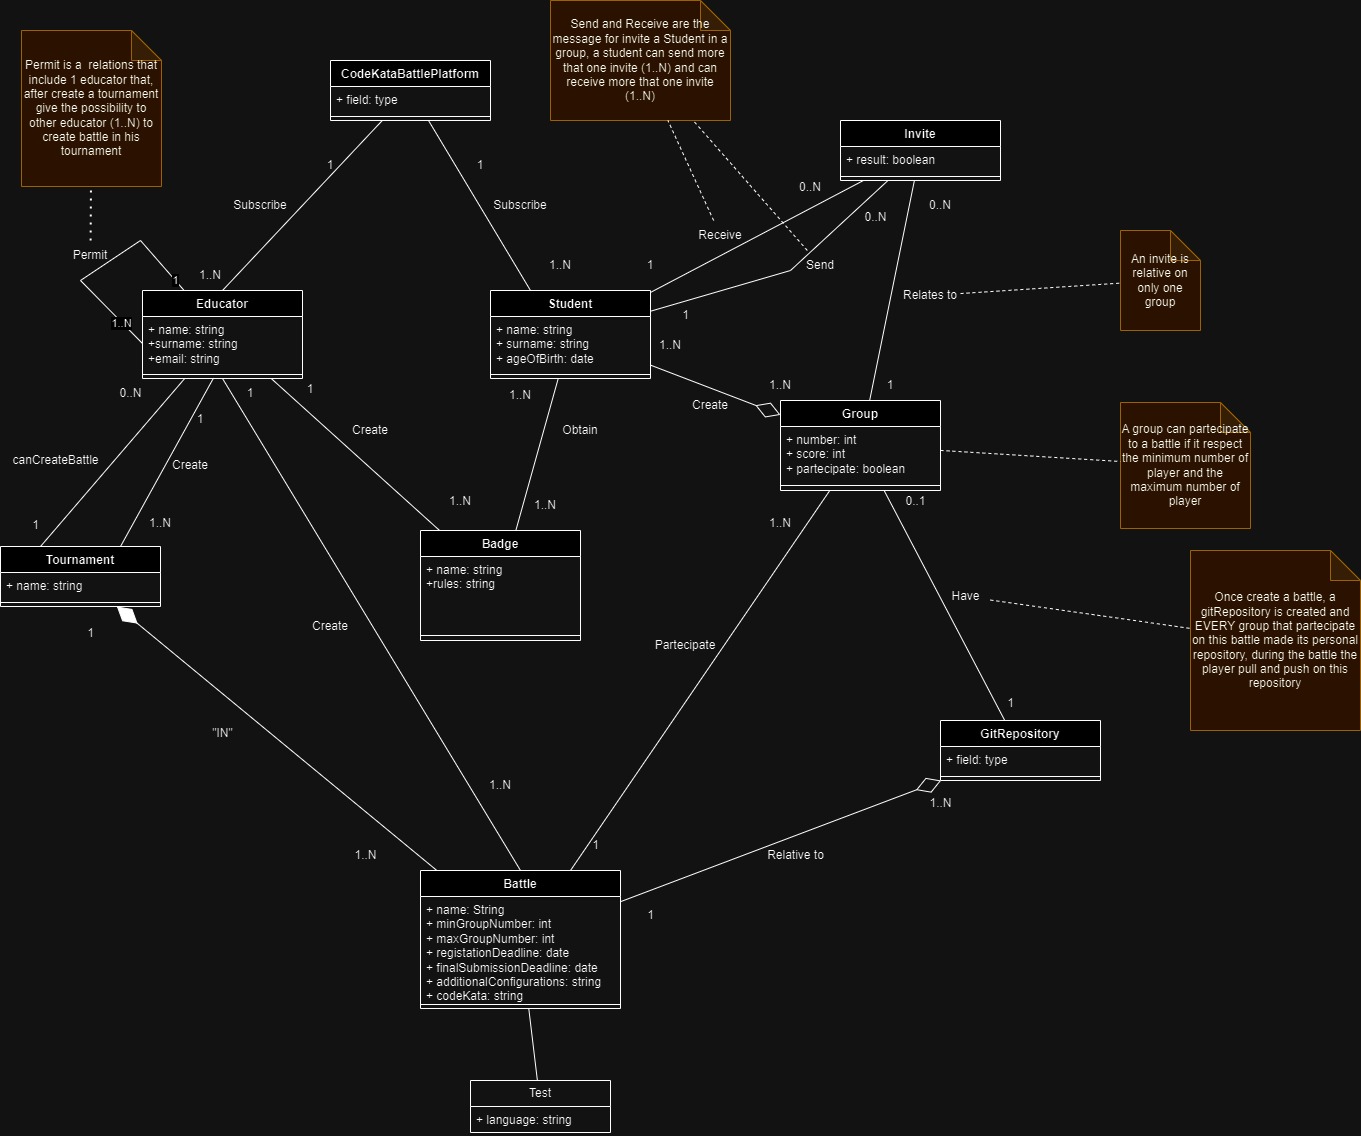 Send and Receive are the
message for invite a Student in a
group, a student can send more
that one invite (1..N) and can
receive more that one invite
(1..N)
Permit is a  relations that
include 1 educator that,
after create a tournament
give the possibility to
other educator (1..N) to
create battle in his
tournament
CodeKataBattlePlatform
+ field: type
Invite
+ result: boolean
1
1
0..N
0..N
0..N
Subscribe
Subscribe
Receive
Send
Permit
An invite is
relative on
only one
group
1
1..N
1..N
1
Relates to
Educator
+ name: string
+surname: string
+email: string
1..N
Student
+ name: string
+ surname: string
+ ageOfBirth: date
1
1..N
0..N
1
1
1
1..N
1..N
1
Create
Group
+ number: int
+ score: int
+ partecipate: boolean
A group can partecipate
to a battle if it respect
the minimum number of
player and the
maximum number of
player
canCreateBattle
Create
Create
Obtain
1..N
1..N
0..1
1
1..N
1..N
Tournament
+ name: string
Badge
+ name: string
+rules: string
Have
Once create a battle, a
gitRepository is created and
EVERY group that partecipate
on this battle made its personal
repository, during the battle the
player pull and push on this
repository
1
Create
Partecipate
"IN"
1
GitRepository
+ field: type
1..N
1..N
1..N
1
Relative to
1
Battle
+ name: String
+ minGroupNumber: int
+ maxGroupNumber: int
+ registationDeadline: date
+ finalSubmissionDeadline: date
+ additionalConfigurations: string
+ codeKata: string
Test
+ language: string